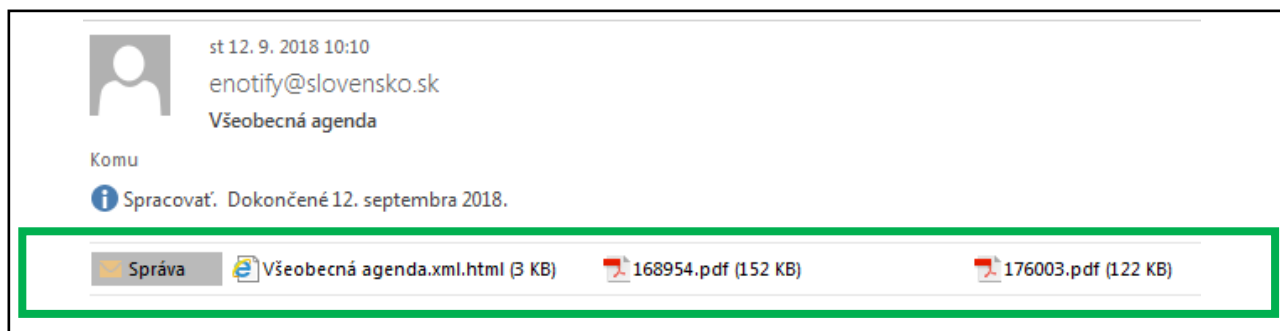 st 12. 9. 2018 10:10
enotify@slovensko.sk
Všeobecná agenda
Komu
Spracovať. Dokončené 12. septembra 2018.
Správa Všeobecná agenda.xml.html (3 KB) 168954.pdf (152 KB) 176003.pdf (122 KB)